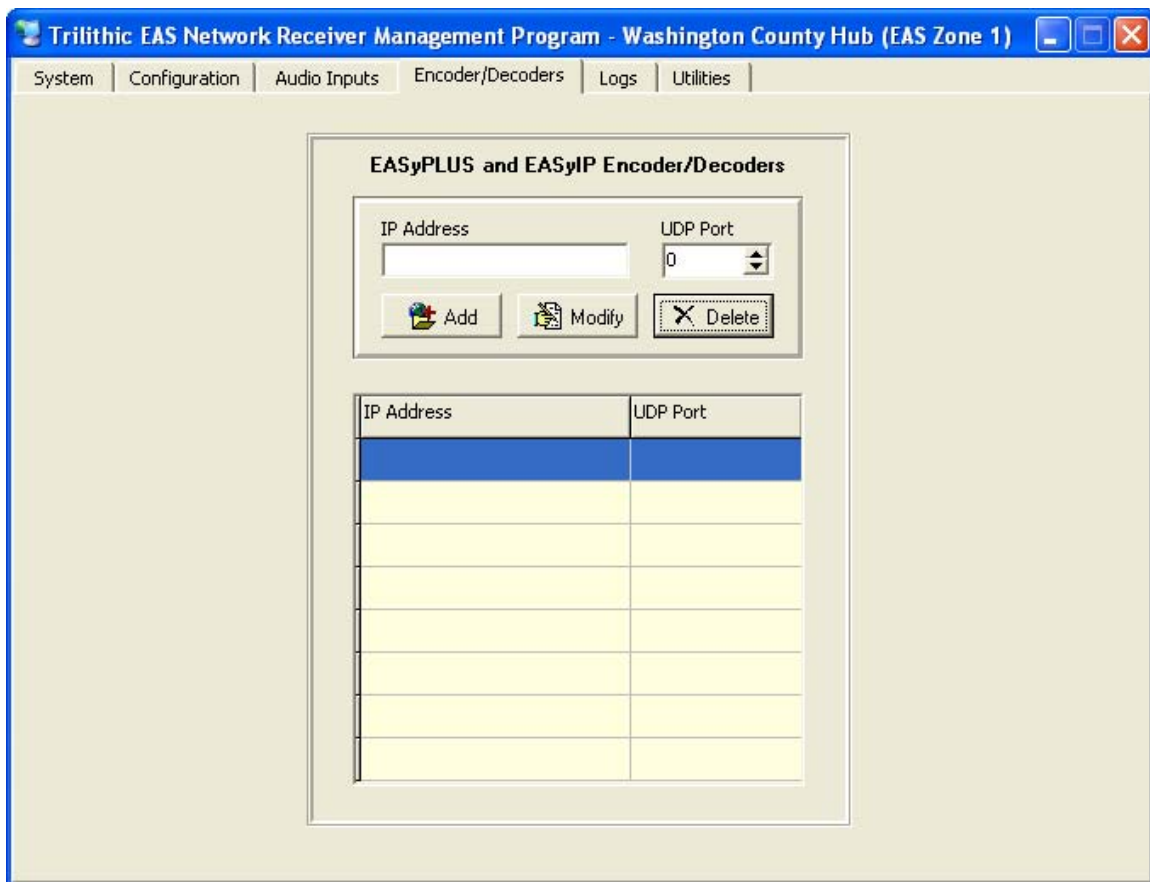 Trilithic EAS Network Receiver Management Program - Washington County Hub (EAS Zone 1)
System Configuration Audio Inputs Encoder/Decoders Logs Utilities
EASyPLUS and EASyIP Encoder/Decoders
IP Address UDP Port
0
Add Modify Delete
IP Address UDP Port